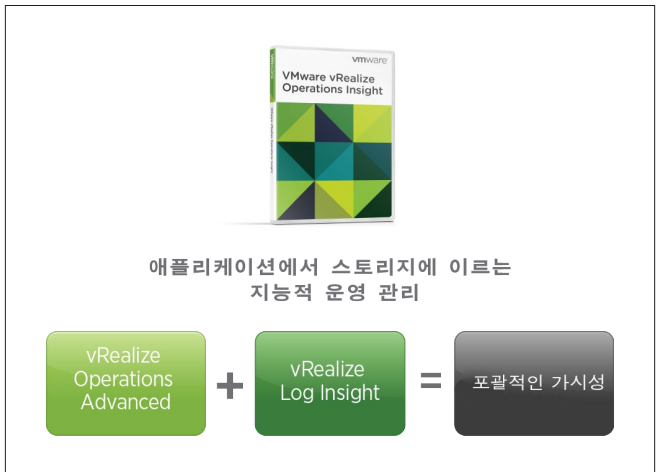 vmware
VMware vRealize
Operations Insight
애플리케이션에서 스토리지에 이르는
지능적 운영 관리
vRealize
Operations
Advanced
+
vRealize
Log Insight
=
포괄적인 가시성